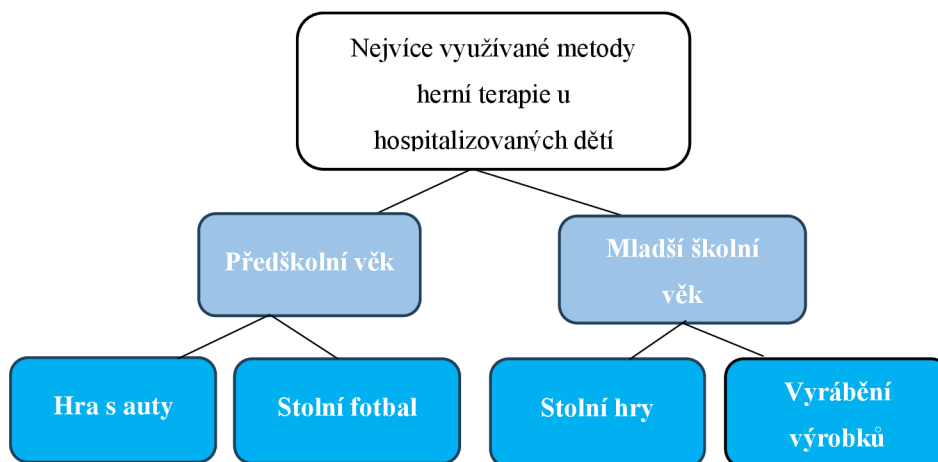 Nejvíce využívané metody
herní terapie u
hospitalizovaných dětí
Předškolní věk
Mladší školní
věk
Hra s auty
Stolní fotbal
Stolní hry
Vyrábění
výrobků